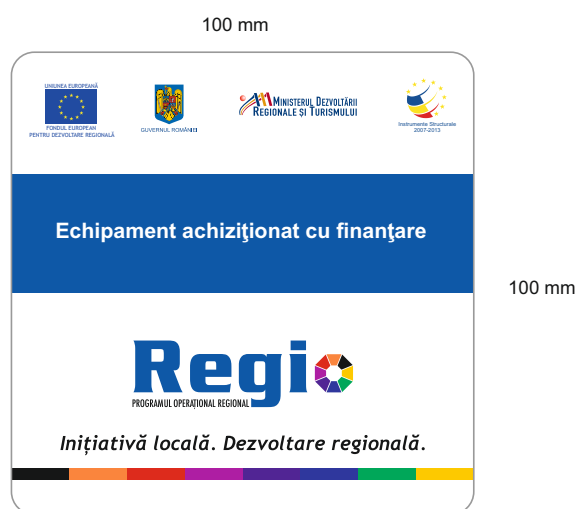 100 mm
UNIUNEA EUROPEANĂ
FONDUL EUROPEAN
PENTRU DEZVOLTARE REGIONALĂ
GUVERNUL ROMÂNIEI
MINISTERUL DEZVOLTĂRII
REGIONALE ȘI TURISMULUI
Instrumente Structurale
2007-2013
Echipament achiziţionat cu finanţare
100 mm
Regio
PROGRAMUL OPERAȚIONAL REGIONAL
Inițiativă locală. Dezvoltare regională.